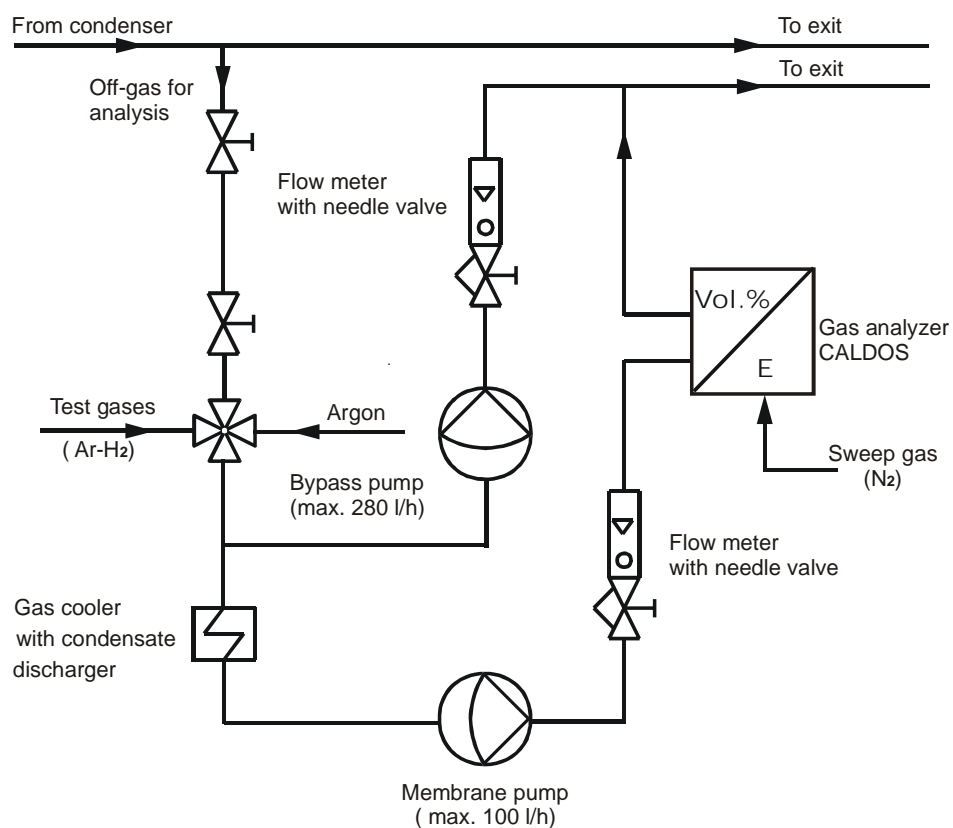 From condenser
To exit
To exit
Off-gas for
analysis
Flow meter
with needle valve
Vol.%
E
Gas analyzer
CALDOS
Test gases
( Ar-H2)
Argon
Bypass pump
(max. 280 l/h)
Sweep gas
(N2)
Flow meter
with needle valve
Gas cooler
with condensate
discharger
Membrane pump
( max. 100 l/h)